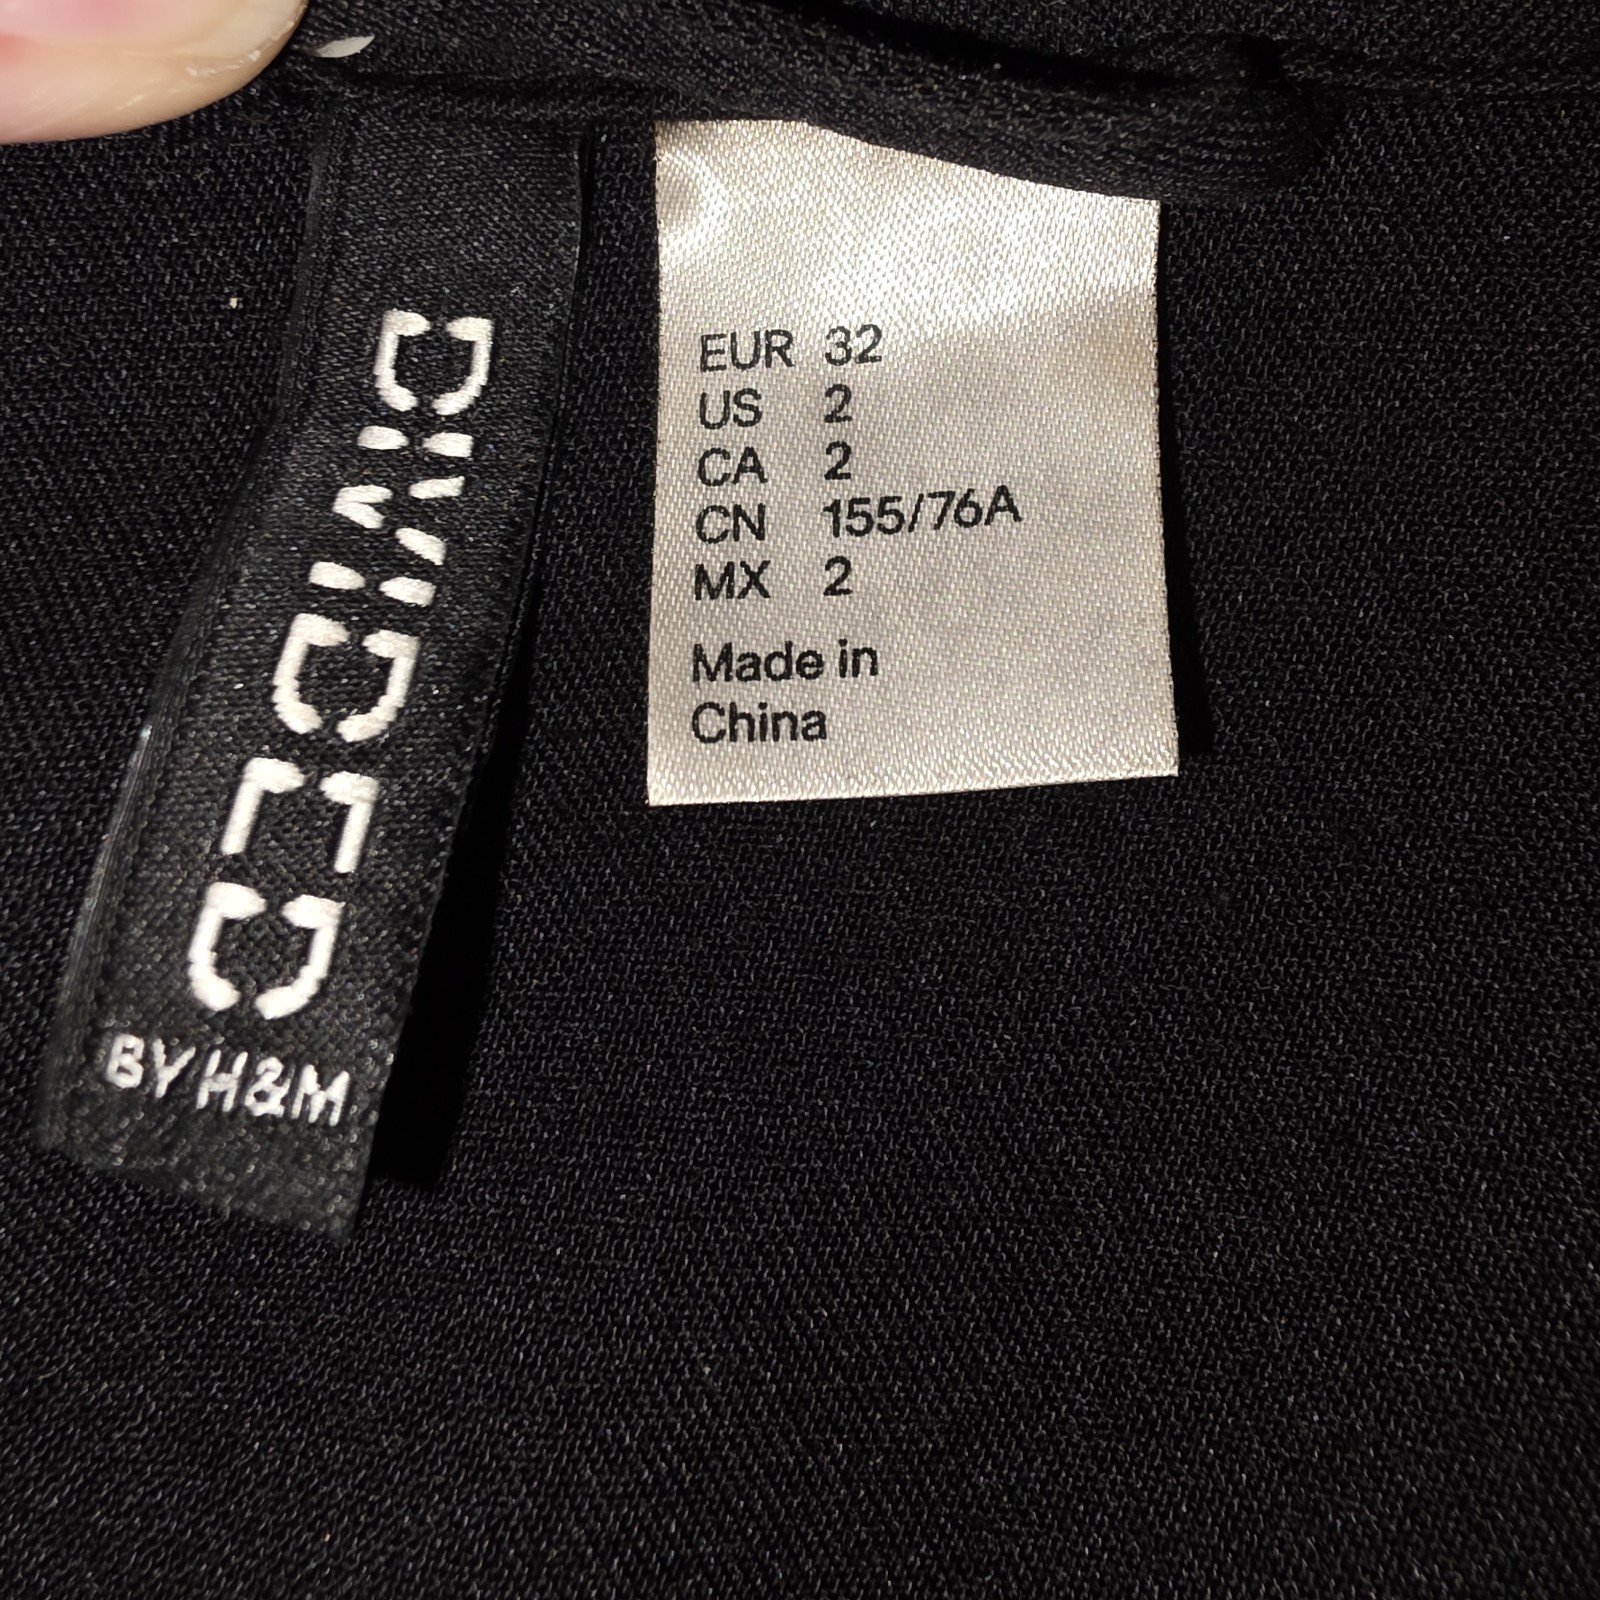 DIVIDED
BY H&M
EUR 32
US 2
CA 2
CN 155/76A
MX 2
Made in
China